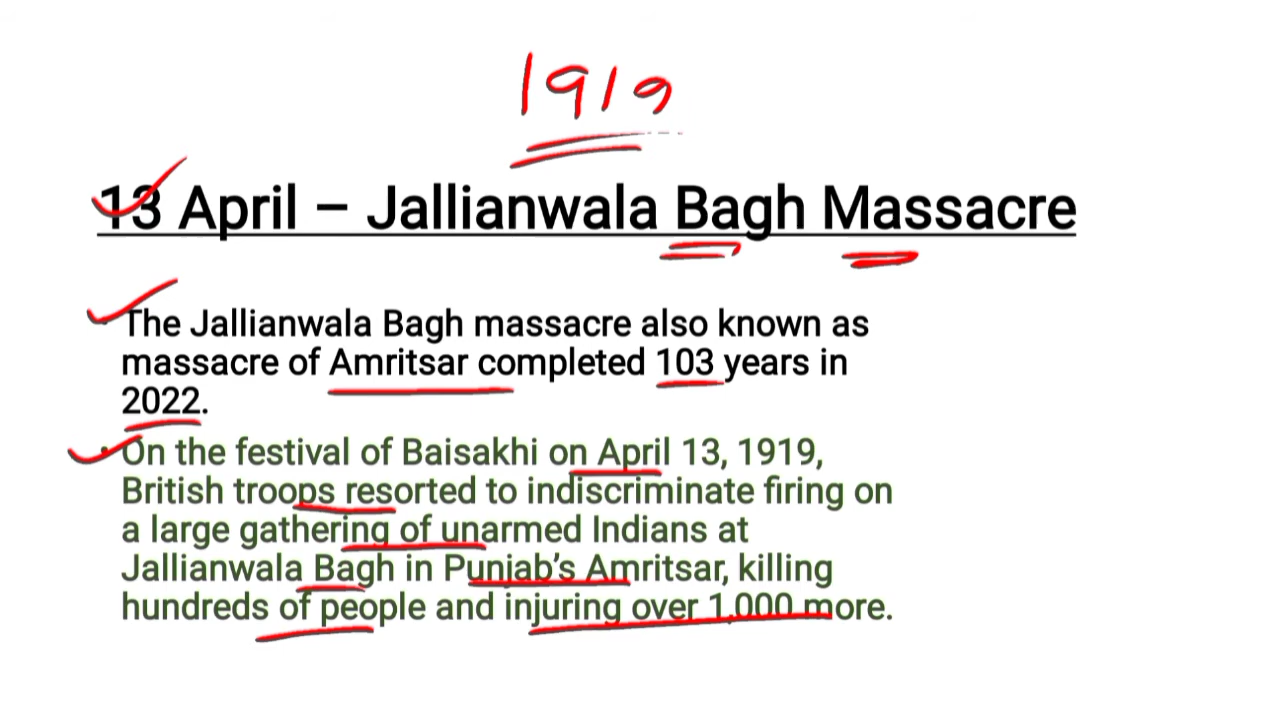 1919
13 April – Jallianwala Bagh Massacre
• The Jallianwala Bagh massacre also known as
massacre of Amritsar completed 103 years in
2022.
• On the festival of Baisakhi on April 13, 1919,
British troops resorted to indiscriminate firing on
a large gathering of unarmed Indians at
Jallianwala Bagh in Punjab’s Amritsar, killing
hundreds of people and injuring over 1,000 more.